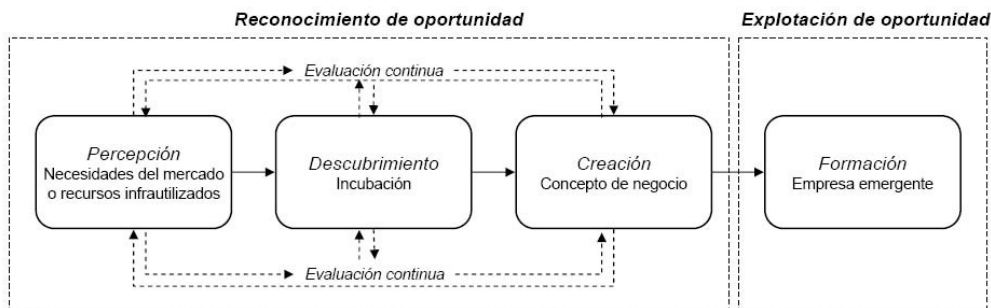 Reconocimiento de oportunidad
Explotación de oportunidad
Evaluación continua
Percepción
Necesidades del mercado
o recursos infrautilizados
Descubrimiento
Incubación
Creación
Concepto de negocio
Formación
Empresa emergente
Evaluación continua